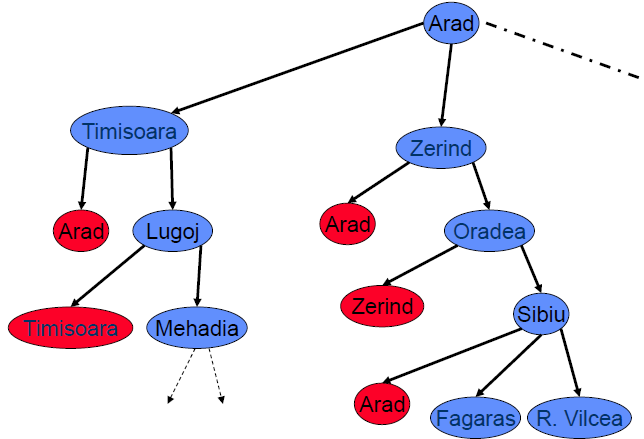 Arad
Timisoara
Zerind
Arad
Lugoj
Arad
Oradea
Timisoara
Mehadia
Zerind
Sibiu
Arad
Fagaras
R. Vilcea